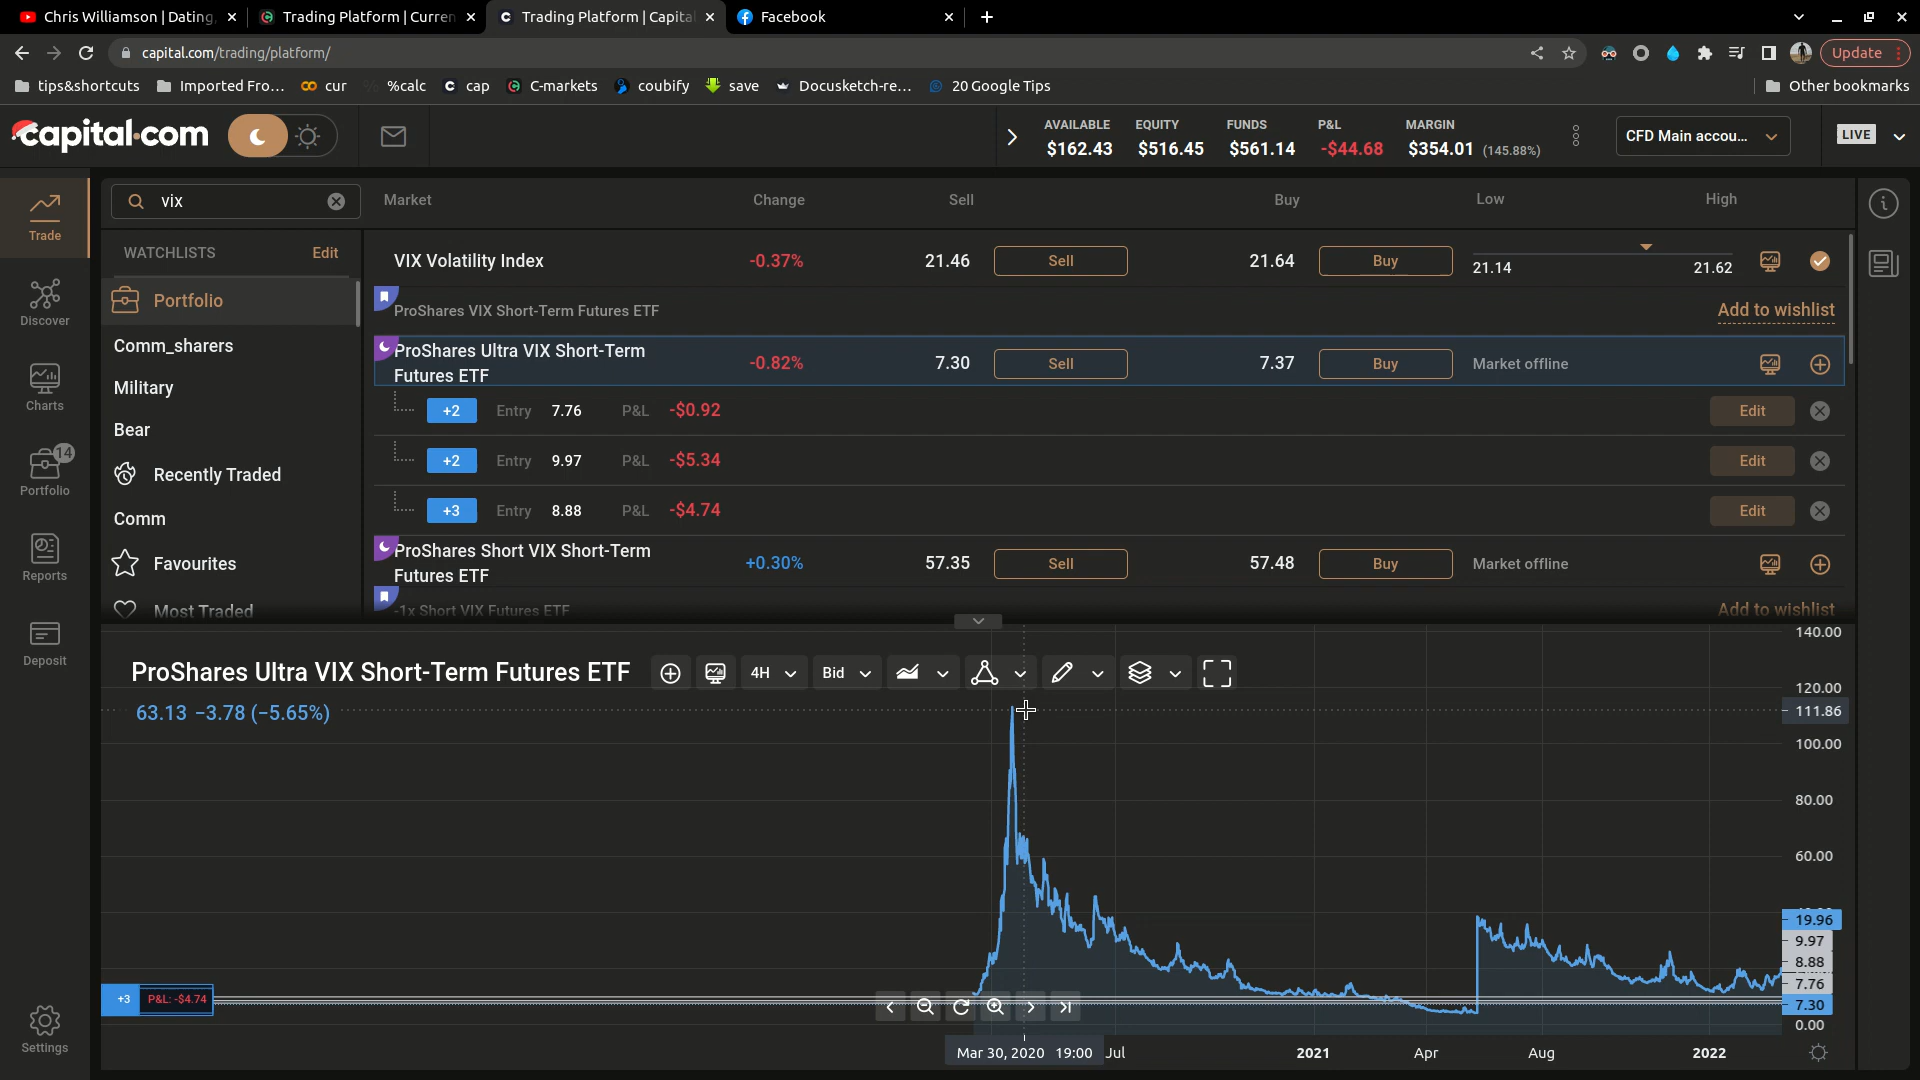 Chris Williamson | Dating,
Trading Platform | Curren
Trading Platform | Capita
Facebook
capital.com/trading/platform/
Update
tips&shortcuts
Imported Fro...
cur
%calc
cap
C-markets
coubify
save
Docusketch-re...
20 Google Tips
Other bookmarks
capital.com
AVAILABLE
EQUITY
FUNDS
P&L
MARGIN
$162.43
$516.45
$561.14
-$44.68
$354.01 (145.88%)
CFD Main accou...
LIVE
Trade
Discover
Charts
14
Portfolio
Reports
Deposit
Settings
vix
WATCHLISTS
Edit
Portfolio
Comm_sharers
Military
Bear
Recently Traded
Comm
Favourites
Most Traded
Market
Change
Sell
Buy
Low
High
VIX Volatility Index
-0.37%
21.46
Sell
21.64
Buy
21.14
21.62
ProShares VIX Short-Term Futures ETF
Add to wishlist
ProShares Ultra VIX Short-Term
Futures ETF
-0.82%
7.30
Sell
7.37
Buy
Market offline
+2
Entry
7.76
P&L
-$0.92
Edit
+2
Entry
9.97
P&L
-$5.34
Edit
+3
Entry
8.88
P&L
-$4.74
Edit
ProShares Short VIX Short-Term
Futures ETF
+0.30%
57.35
Sell
57.48
Buy
Market offline
-1x Short VIX Futures ETF
Add to wishlist
ProShares Ultra VIX Short-Term Futures ETF
4H
Bid
63.13 −3.78 (−5.65%)
140.00
120.00
111.86
100.00
80.00
60.00
19.96
9.97
8.88
7.76
7.30
0.00
+3
P&L: -$4.74
Mar 30, 2020 19:00
Jul
2021
Apr
Aug
2022